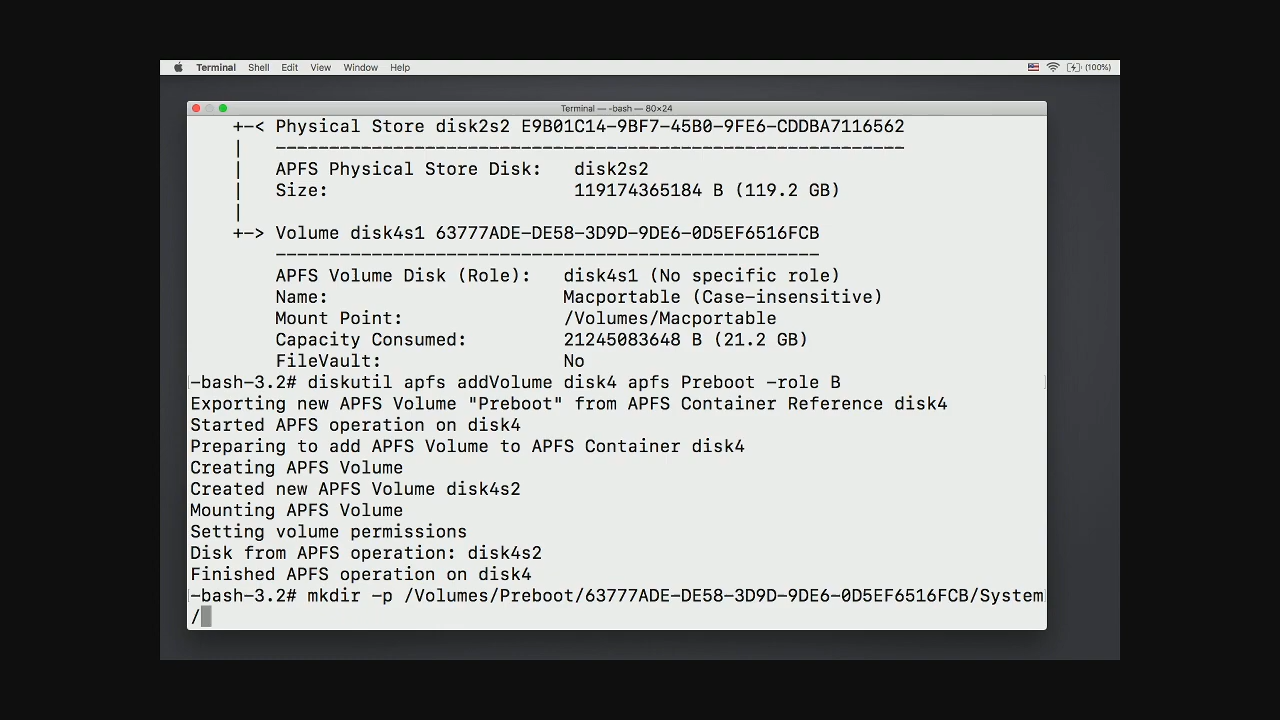 Terminal Shell Edit View Window Help (100%)
Terminal — -bash — 80×24
+-< Physical Store disk2s2 E9B01C14-9BF7-45B0-9FE6-CDDBA7116562
| -----------------------------------------------------------
| APFS Physical Store Disk: disk2s2
| Size: 119174365184 B (119.2 GB)
|
+-> Volume disk4s1 63777ADE-DE58-3D9D-9DE6-0D5EF6516FCB
---------------------------------------------------
APFS Volume Disk (Role): disk4s1 (No specific role)
Name: Macportable (Case-insensitive)
Mount Point: /Volumes/Macportable
Capacity Consumed: 21245083648 B (21.2 GB)
FileVault: No
-bash-3.2# diskutil apfs addVolume disk4 apfs Preboot -role B
Exporting new APFS Volume "Preboot" from APFS Container Reference disk4
Started APFS operation on disk4
Preparing to add APFS Volume to APFS Container disk4
Creating APFS Volume
Created new APFS Volume disk4s2
Mounting APFS Volume
Setting volume permissions
Disk from APFS operation: disk4s2
Finished APFS operation on disk4
-bash-3.2# mkdir -p /Volumes/Preboot/63777ADE-DE58-3D9D-9DE6-0D5EF6516FCB/System
/